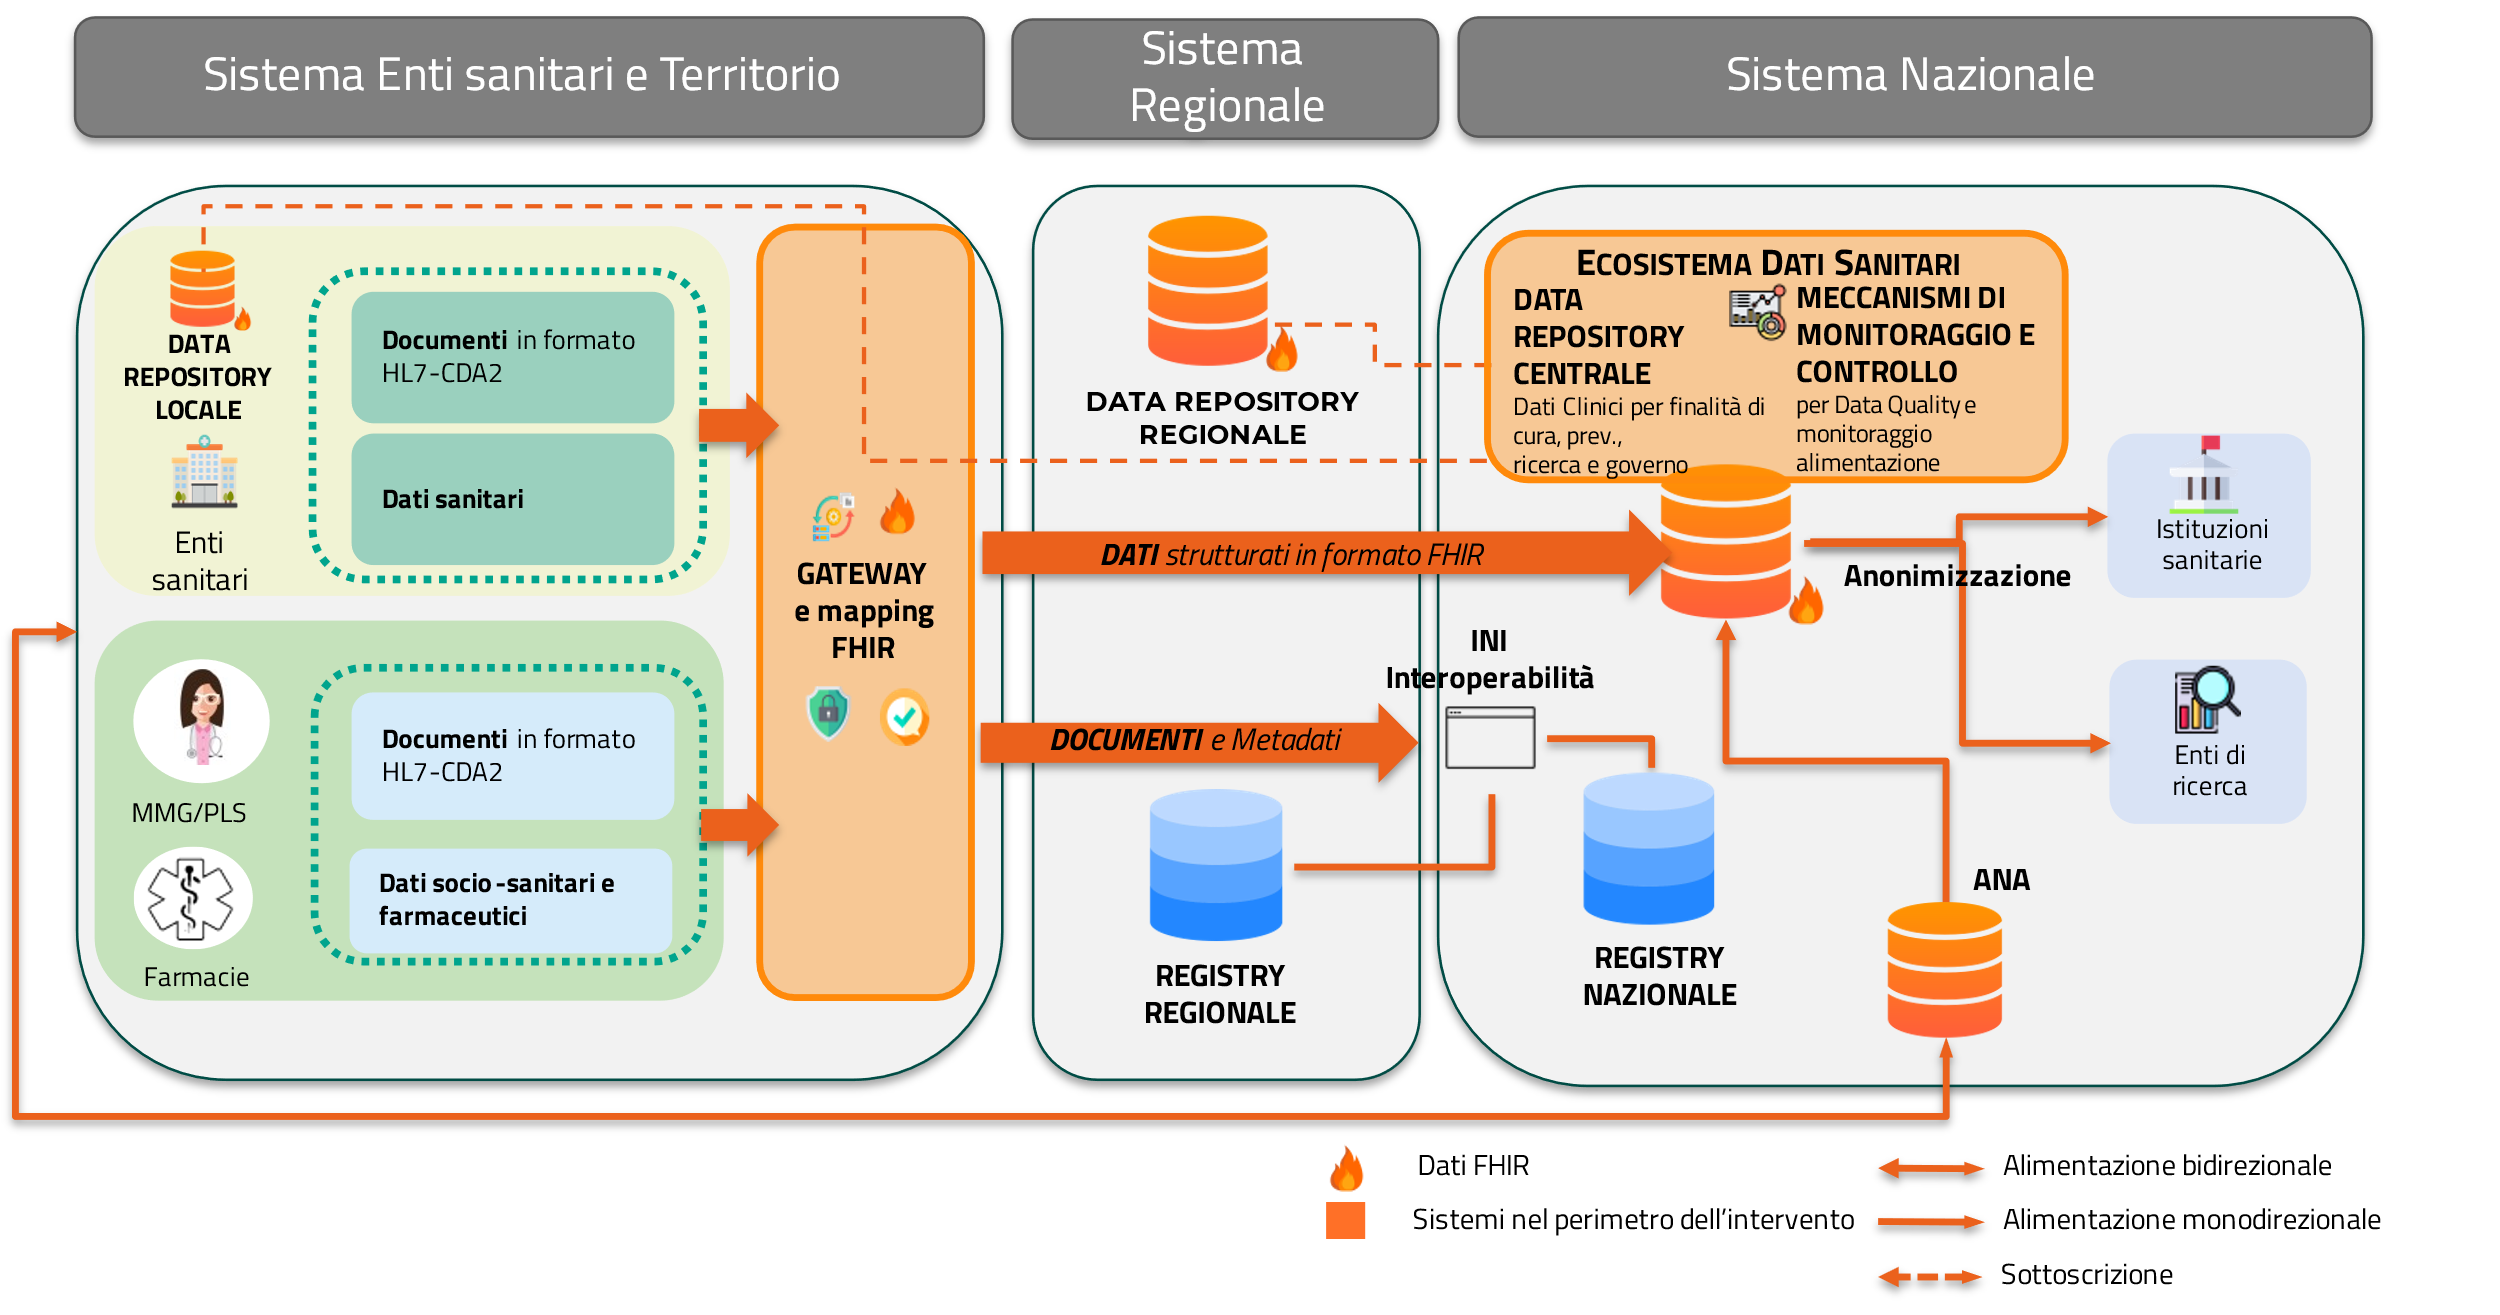 Sistema Enti sanitari e Territorio
Sistema
Regionale
Sistema Nazionale
DATA
REPOSITORY
LOCALE
Enti
sanitari
Documenti in formato
HL7-CDA2
Dati sanitari
MMG/PLS
Farmacie
Documenti in formato
HL7-CDA2
Dati socio-sanitari e
farmaceutici
GATEWAY
e mapping
FHIR
DATA REPOSITORY
REGIONALE
DATI strutturati in formato FHIR
DOCUMENTI e Metadati
REGISTRY
REGIONALE
ECOSISTEMA DATI SANITARI
DATA
REPOSITORY
CENTRALE
Dati Clinici per finalità di
cura, prev.,
ricerca e governo
MECCANISMI DI
MONITORAGGIO E
CONTROLLO
per Data Quality e
monitoraggio
alimentazione
Anonimizzazione
Istituzioni
sanitarie
Enti di
ricerca
INI
Interoperabilità
REGISTRY
NAZIONALE
ANA
Dati FHIR
Sistemi nel perimetro dell'intervento
Alimentazione bidirezionale
Alimentazione monodirezionale
Sottoscrizione